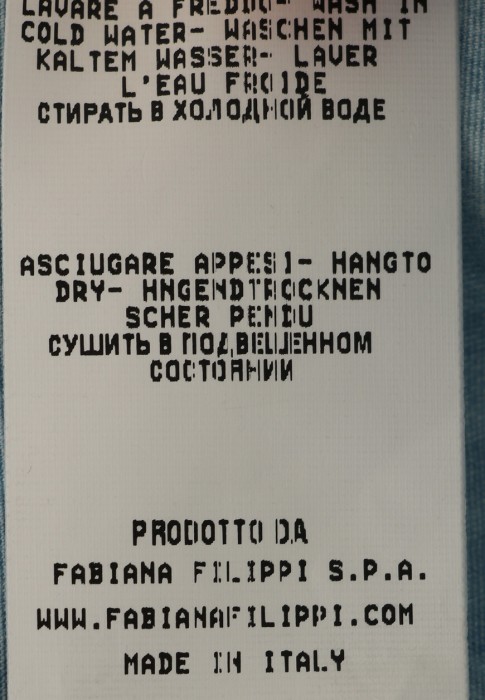 LAVARE A FREDDO- WASH IN
COLD WATER- WASCHEN MIT
KALTEM WASSER- LAVER
L'EAU FROIDE
СТИРАТЬ В ХОЛОДНОЙ ВОДЕ
ASCIUGARE APPESI- HANGTO
DRY- HNGENDTROCKNEN
SCHER PENDU
СУШИТЬ В ПОДВЕШЕННОМ
СОСТОЯНИИ
PRODOTTO DA
FABIANA FILIPPI S.P.A.
WWW.FABIANAFILIPPI.COM
MADE IN ITALY